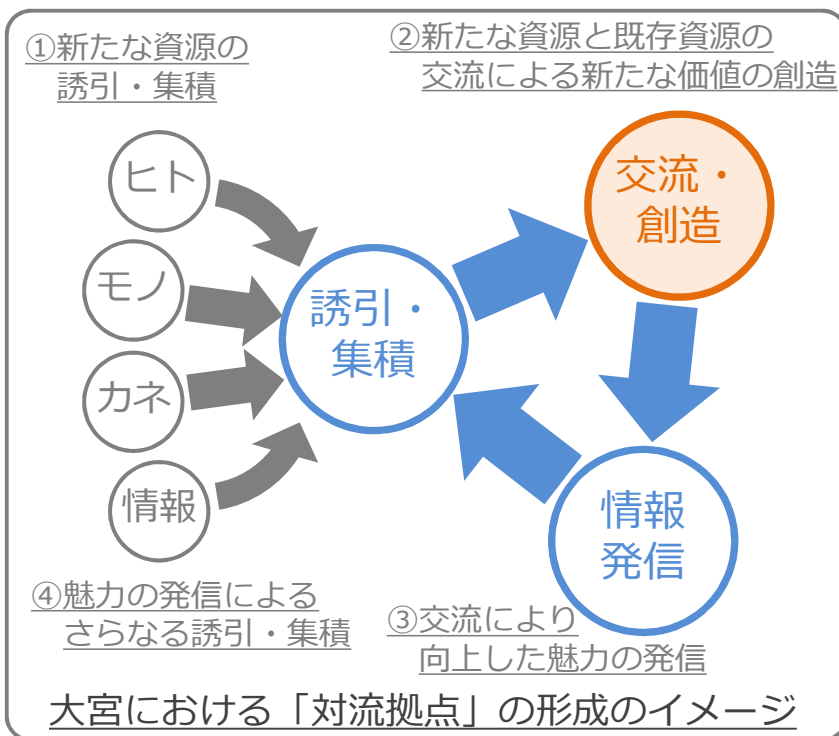 ①新たな資源の
誘引・集積
②新たな資源と既存資源の
交流による新たな価値の創造
ヒト
モノ
カネ
情報
誘引・
集積
交流・
創造
情報
発信
④魅力の発信による
さらなる誘引・集積
③交流により
向上した魅力の発信
大宮における「対流拠点」の形成のイメージ